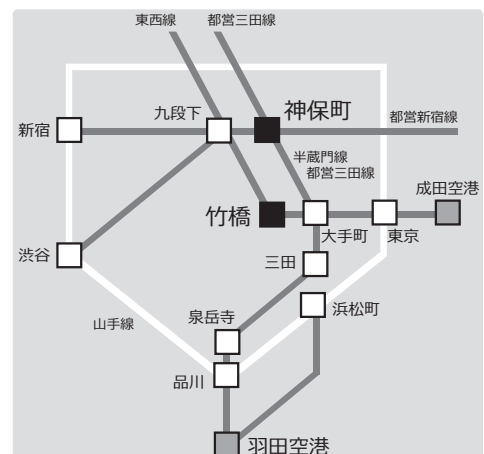 東西線
都営三田線
九段下
神保町
新宿
都営新宿線
半蔵門線
都営三田線
成田空港
竹橋
大手町
東京
渋谷
三田
浜松町
泉岳寺
山手線
品川
羽田空港